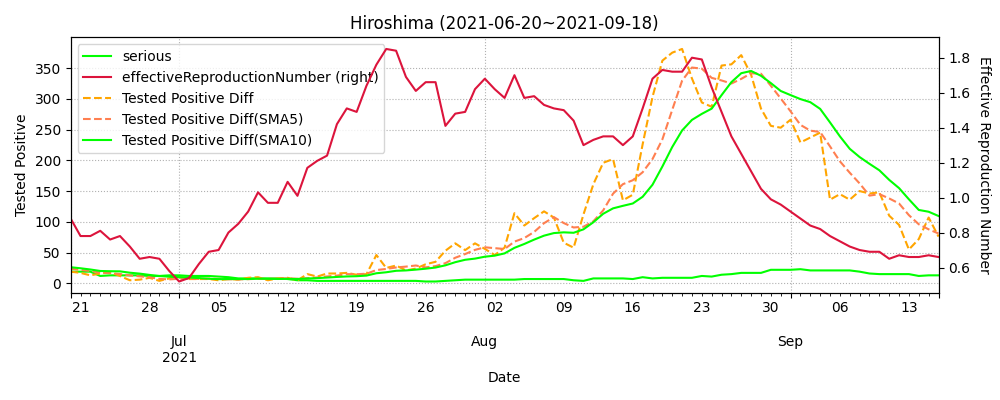 Hiroshima (2021-06-20~2021-09-18)
serious
effectiveReproductionNumber (right)
Tested Positive Diff
Tested Positive Diff(SMA5)
Tested Positive Diff(SMA10)
350
300
250
200
150
100
50
0
Tested Positive
1.8
1.6
1.4
1.2
1.0
0.8
0.6
Effective Reproduction Number
21 28 05 12 19 26 02 09 16 23 30 06 13
Jul Aug Sep
2021
Date